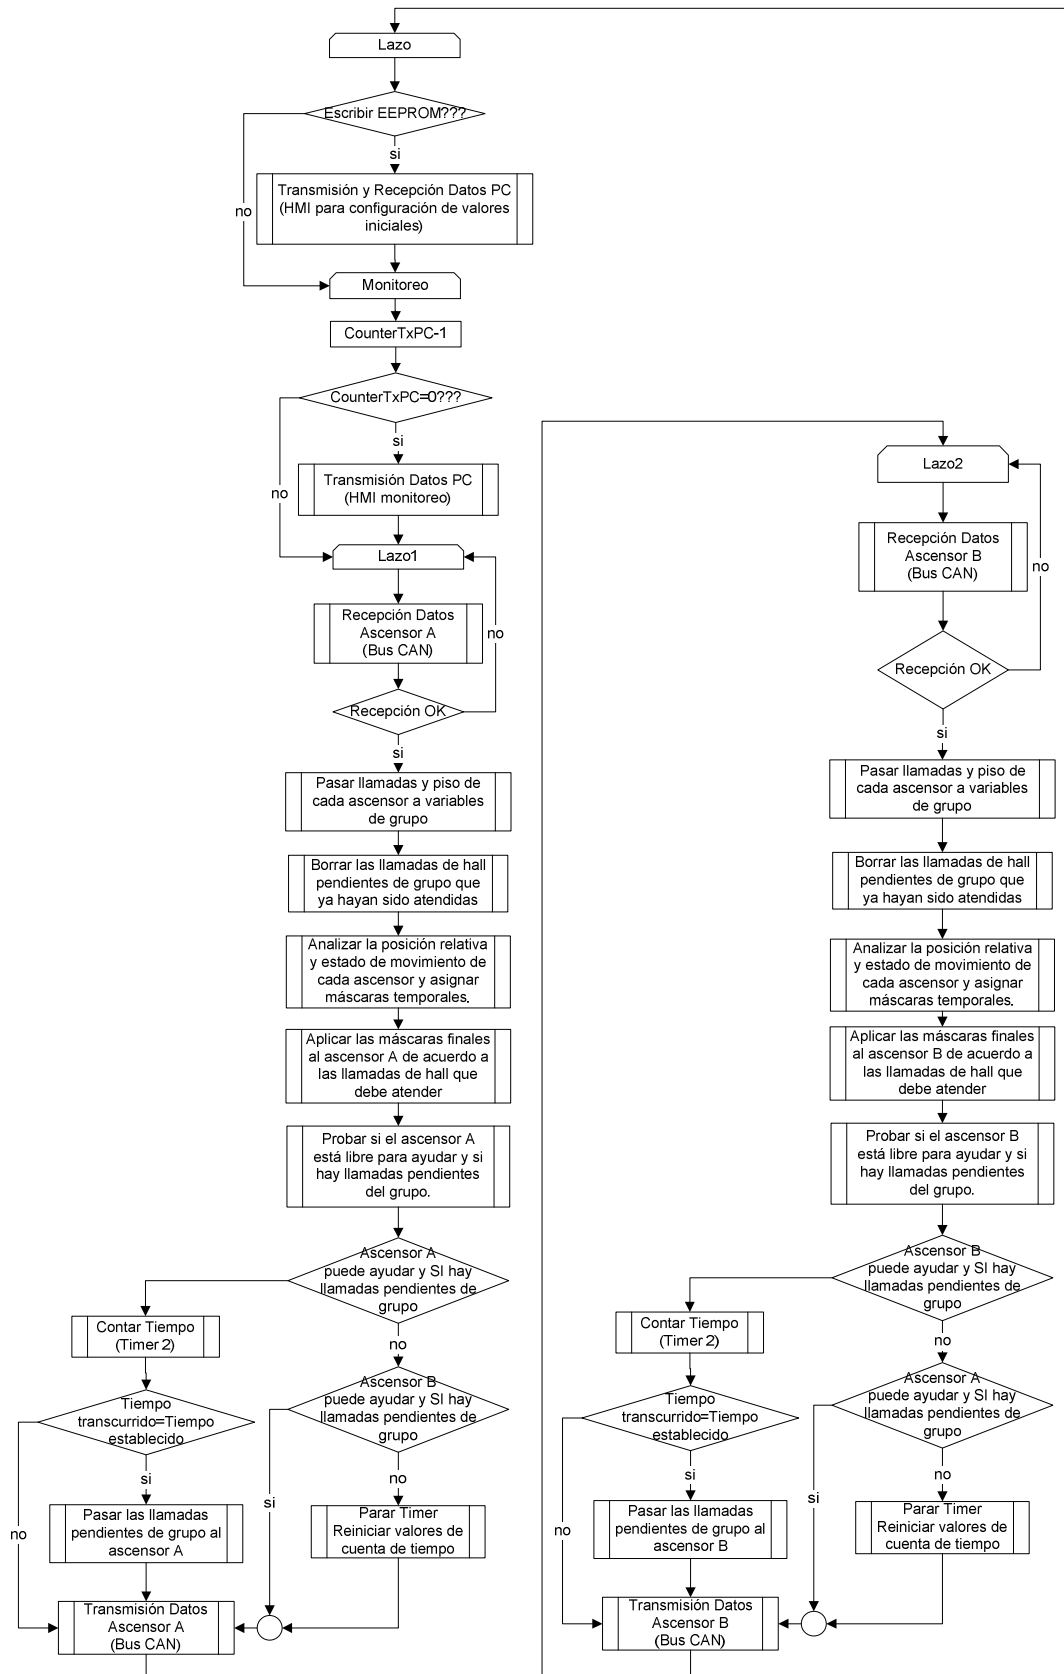 Lazo
Escribir EEPROM???
si
no
Transmisión y Recepción Datos PC
(HMI para configuración de valores
iniciales)
Monitoreo
CounterTxPC-1
CounterTxPC=0???
si
no
Transmisión Datos PC
(HMI monitoreo)
Lazo1
Recepción Datos
Ascensor A
(Bus CAN)
no
Recepción OK
si
Pasar llamadas y piso de
cada ascensor a variables
de grupo
Borrar las llamadas de hall
pendientes de grupo que
ya hayan sido atendidas
Analizar la posición relativa
y estado de movimiento de
cada ascensor y asignar
máscaras temporales.
Aplicar las máscaras finales
al ascensor A de acuerdo a
las llamadas de hall que
debe atender
Probar si el ascensor A
está libre para ayudar y si
hay llamadas pendientes
del grupo.
Ascensor A
puede ayudar y SI hay
llamadas pendientes de
grupo
Contar Tiempo
(Timer 2)
no
Ascensor B
puede ayudar y SI hay
llamadas pendientes de
grupo
Tiempo
transcurrido=Tiempo
establecido
si
no
si
no
Pasar las llamadas
pendientes de grupo al
ascensor A
Parar Timer
Reiniciar valores de
cuenta de tiempo
Transmisión Datos
Ascensor A
(Bus CAN)
Lazo2
Recepción Datos
Ascensor B
(Bus CAN)
no
Recepción OK
si
Pasar llamadas y piso de
cada ascensor a variables
de grupo
Borrar las llamadas de hall
pendientes de grupo que
ya hayan sido atendidas
Analizar la posición relativa
y estado de movimiento de
cada ascensor y asignar
máscaras temporales.
Aplicar las máscaras finales
al ascensor B de acuerdo a
las llamadas de hall que
debe atender
Probar si el ascensor B
está libre para ayudar y si
hay llamadas pendientes
del grupo.
Ascensor B
puede ayudar y SI hay
llamadas pendientes de
grupo
Contar Tiempo
(Timer 2)
no
Ascensor A
puede ayudar y SI hay
llamadas pendientes de
grupo
Tiempo
transcurrido=Tiempo
establecido
si
no
si
no
Pasar las llamadas
pendientes de grupo al
ascensor B
Parar Timer
Reiniciar valores de
cuenta de tiempo
Transmisión Datos
Ascensor B
(Bus CAN)